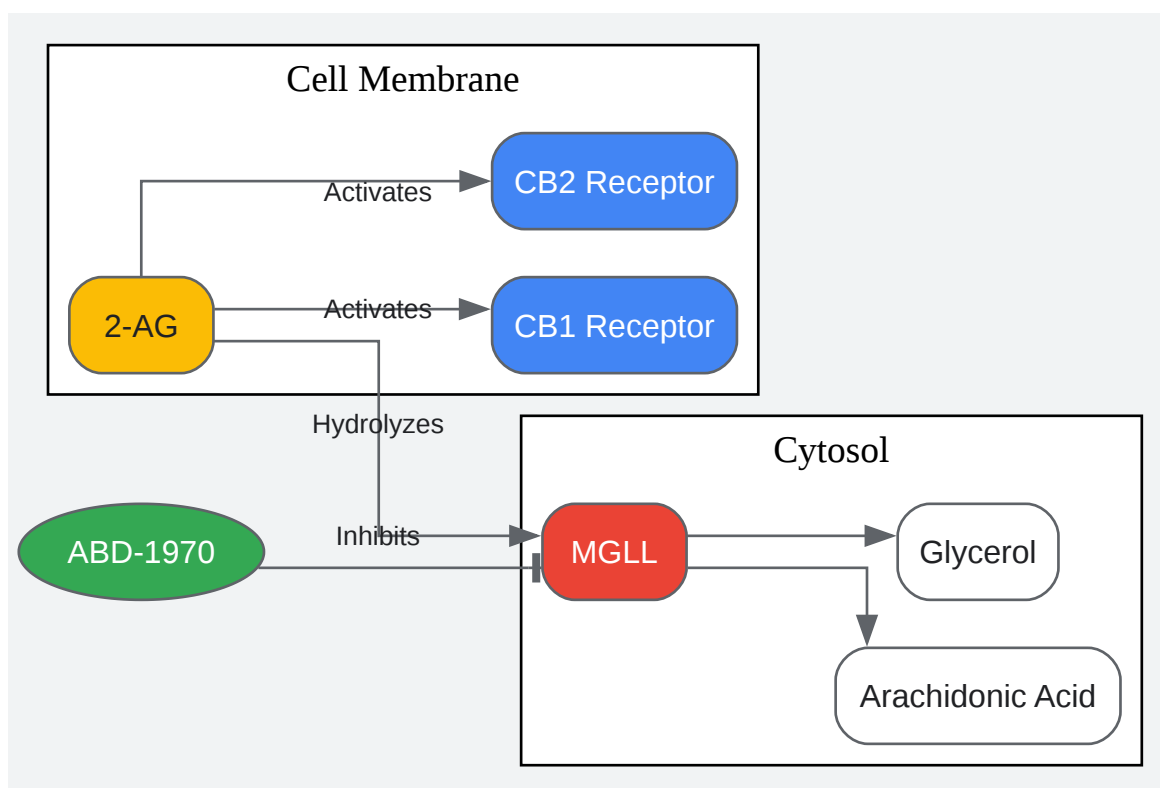 Cell Membrane
CB2 Receptor
Activates
2-AG
Activates
CB1 Receptor
Hydrolyzes
Cytosol
Inhibits
ABD-1970
MGLL
Glycerol
Arachidonic Acid